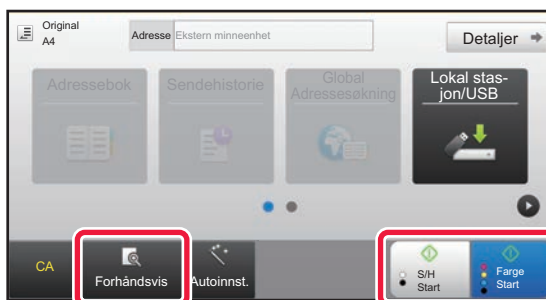 Original
A4
Adresse Ekstern minneenhet
Detaljer
Adressebok
Sendehistorie
Global
Adressesøkning
Lokal stas-
jon/USB
CA
Forhåndsvis
Autoinnst.
S/H
Start
Farge
Start